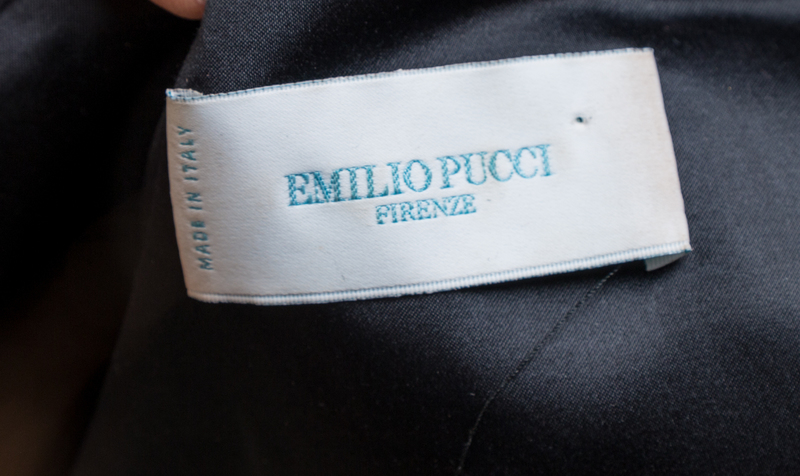 EMILIO PUCCI
FIRENZE
MADE IN ITALY